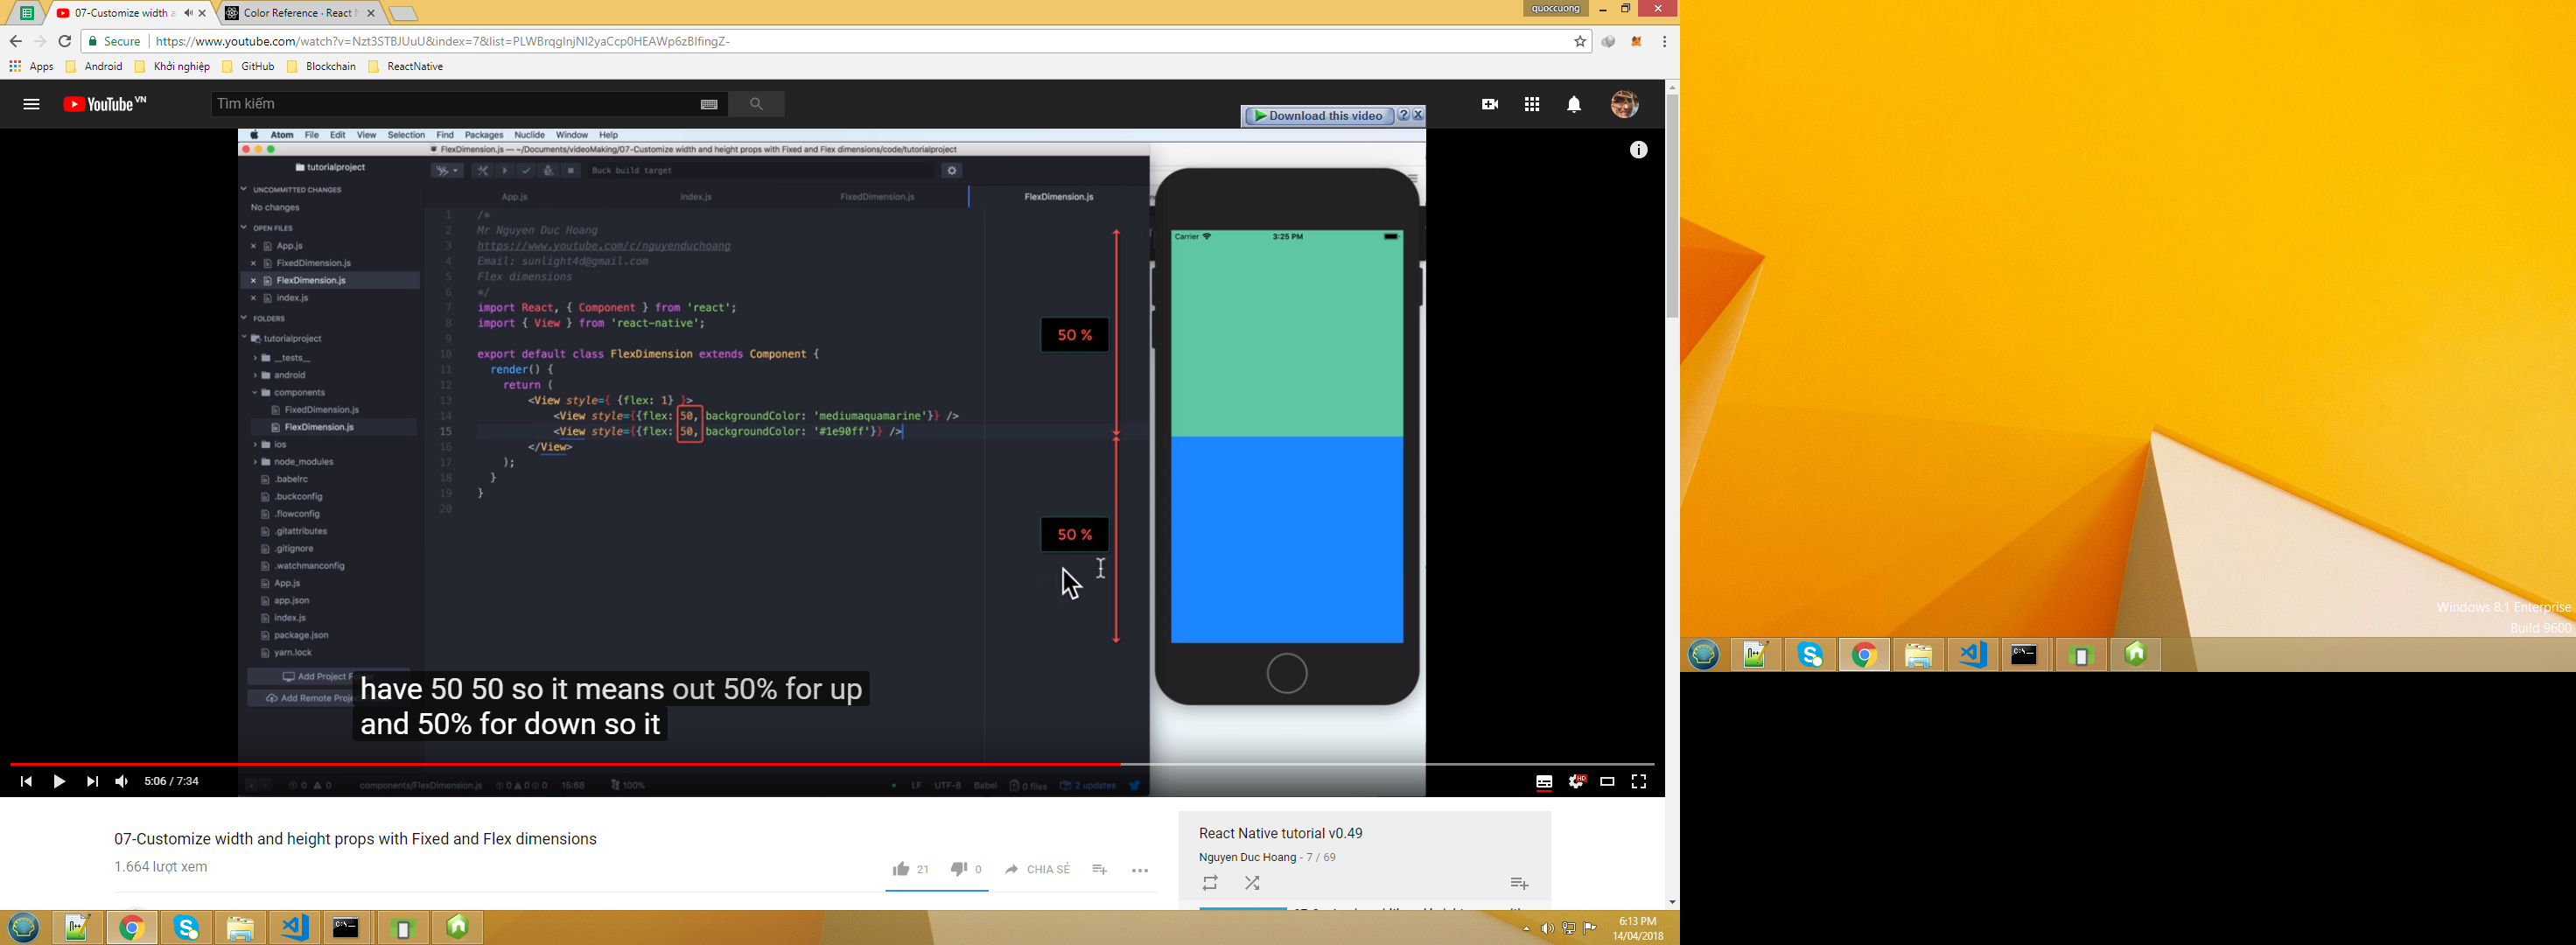 07-Customize width a
Color Reference · React N
quoccuong
Secure
https://www.youtube.com/watch?v=Nzt3STBJUuU&index=7&list=PLWBrqglnjNl2yaCcp0HEAWp6zBlfingZ-
Apps
Android
Khởi nghiệp
GitHub
Blockchain
ReactNative
YouTube VN
Tìm kiếm
Download this video
Atom File Edit View Selection Find Packages Nuclide Window Help
FlexDimension.js — ~/Documents/videoMaking/07-Customize width and height props with Fixed and Flex dimensions/code/tutorialproject
tutorialproject
Buck build target
UNCOMMITTED CHANGES
No changes
OPEN FILES
App.js
FixedDimension.js
FlexDimension.js
index.js
FOLDERS
tutorialproject
__tests__
android
components
FixedDimension.js
FlexDimension.js
ios
node_modules
.babelrc
.buckconfig
.flowconfig
.gitattributes
.gitignore
.watchmanconfig
App.js
app.json
index.js
package.json
yarn.lock
Add Project F
Add Remote Proje
App.js
index.js
FixedDimension.js
FlexDimension.js
1 /*
2 Mr Nguyen Duc Hoang
3 https://www.youtube.com/c/nguyenduchoang
4 Email: sunlight4d@gmail.com
5 Flex dimensions
6 */
7 import React, { Component } from 'react';
8 import { View } from 'react-native';
9
10 export default class FlexDimension extends Component {
11 render() {
12 return (
13 <View style={ {flex: 1} }>
14 <View style={{flex: 50, backgroundColor: 'mediumaquamarine'}} />
15 <View style={{flex: 50, backgroundColor: '#1e90ff'}} />
16 </View>
17 );
18 }
19 }
20
50 %
50 %
Carrier
3:25 PM
have 50 50 so it means out 50% for up
and 50% for down so it
5:06 / 7:34
0 0 components/FlexDimension.js 0 0 0 15:68 100%
LF UTF-8 Babel 0 files 2 updates
HD
07-Customize width and height props with Fixed and Flex dimensions
1.664 lượt xem
21
0
CHIA SẺ
React Native tutorial v0.49
Nguyen Duc Hoang - 7 / 69
6:13 PM
14/04/2018
Windows 8.1 Enterprise
Build 9600